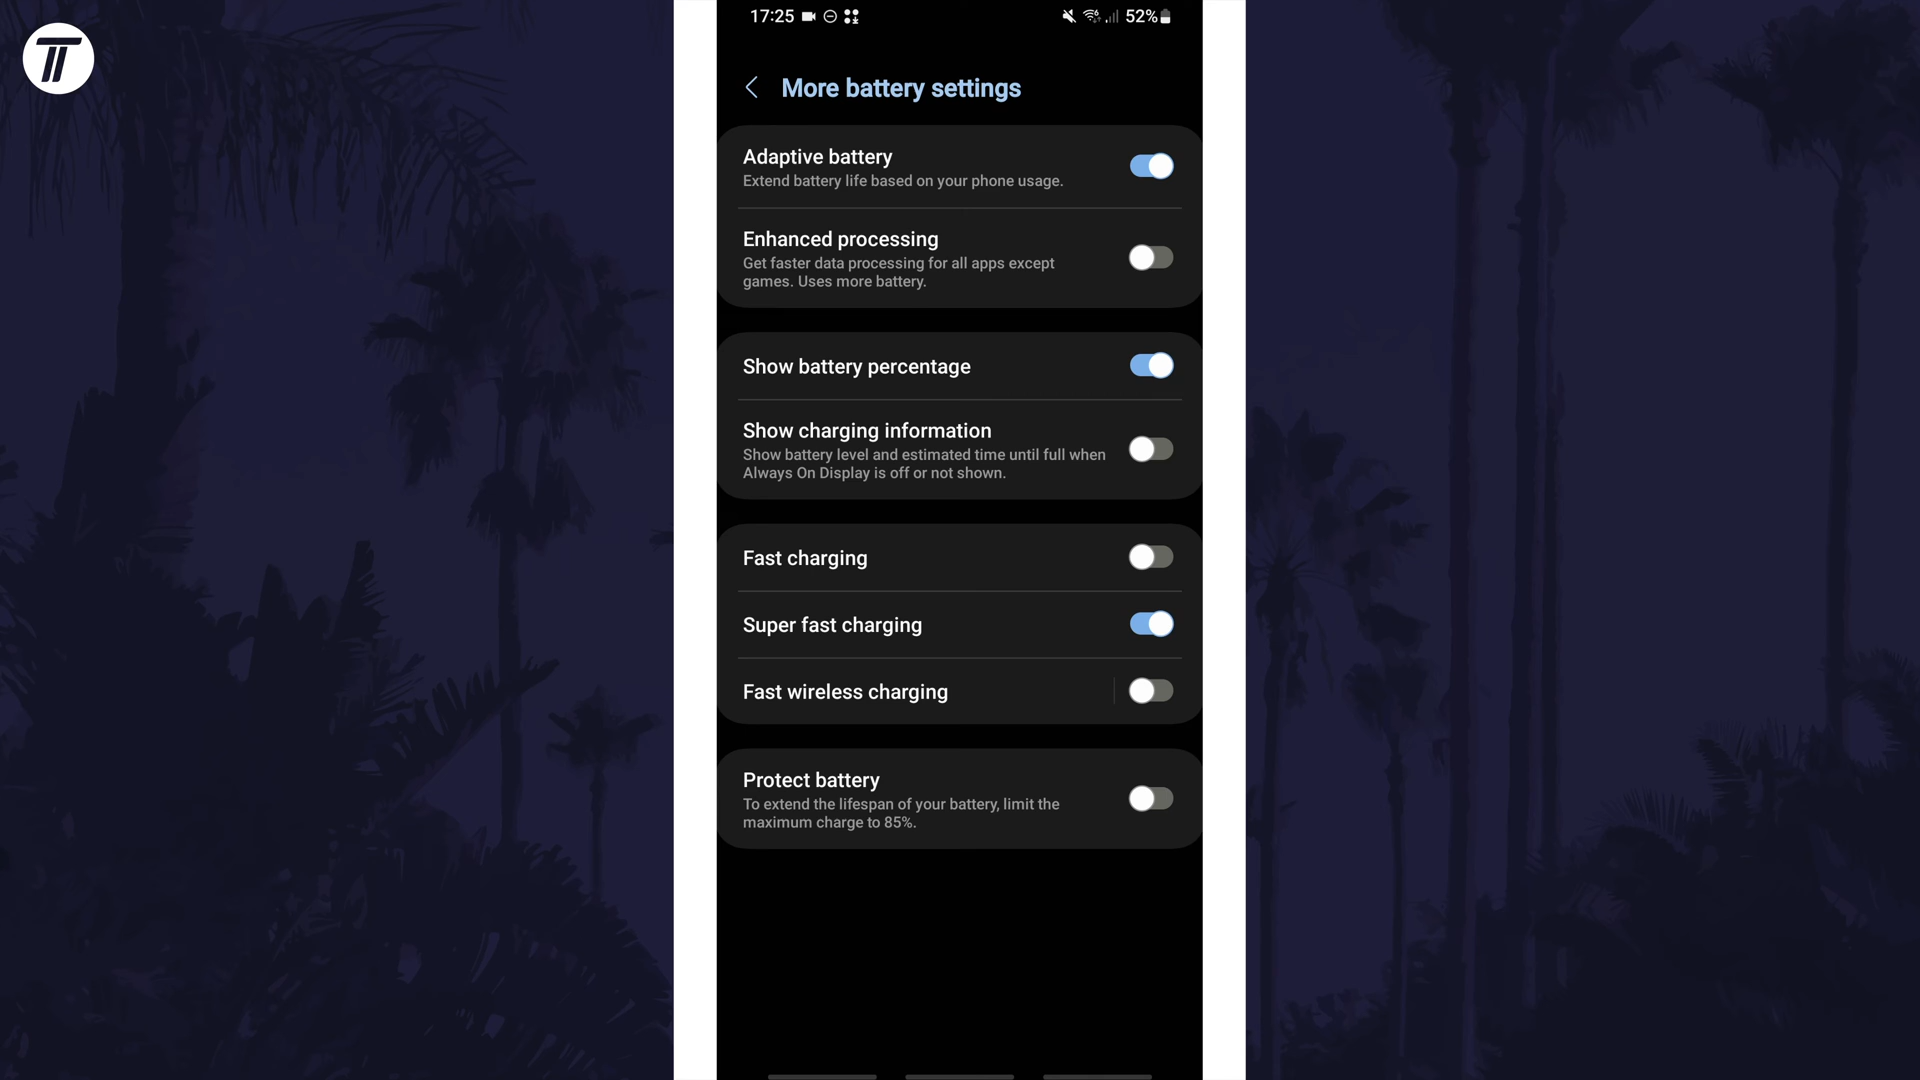 17:25
52%
More battery settings
Adaptive battery
Extend battery life based on your phone usage.
Enhanced processing
Get faster data processing for all apps except
games. Uses more battery.
Show battery percentage
Show charging information
Show battery level and estimated time until full when
Always On Display is off or not shown.
Fast charging
Super fast charging
Fast wireless charging
Protect battery
To extend the lifespan of your battery, limit the
maximum charge to 85%.